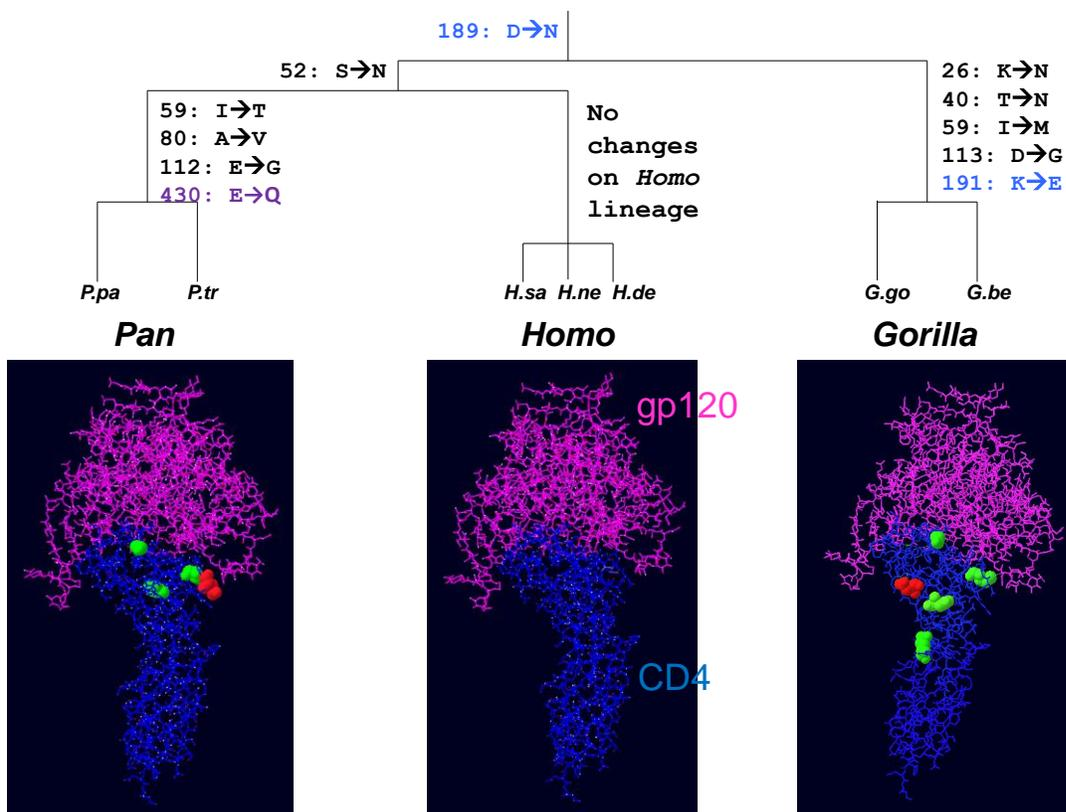 189: D→N
52: S→N
59: I→T
80: A→V
112: E→G
430: E→Q
No
changes
on Homo
lineage
26: K→N
40: T→N
59: I→M
113: D→G
191: K→E
P.pa P.tr H.sa H.ne H.de G.go G.be
Pan Homo Gorilla
gp120
CD4